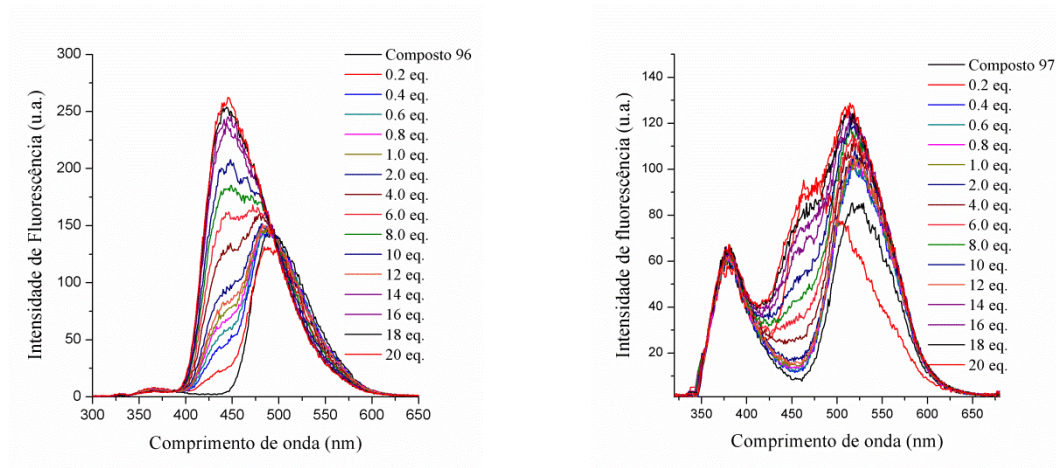 300
250
200
150
100
50
0
Intensidade de Fluorescência (u.a.)
300 350 400 450 500 550 600 650
Comprimento de onda (nm)
Composto 96
0.2 eq.
0.4 eq.
0.6 eq.
0.8 eq.
1.0 eq.
2.0 eq.
4.0 eq.
6.0 eq.
8.0 eq.
10 eq.
12 eq.
14 eq.
16 eq.
18 eq.
20 eq.
140
120
100
80
60
40
20
Intensidade de fluorescência (u.a.)
350 400 450 500 550 600 650
Comprimento de onda (nm)
Composto 97
0.2 eq.
0.4 eq.
0.6 eq.
0.8 eq.
1.0 eq.
2.0 eq.
4.0 eq.
6.0 eq.
8.0 eq.
10 eq.
12 eq.
14 eq.
16 eq.
18 eq.
20 eq.